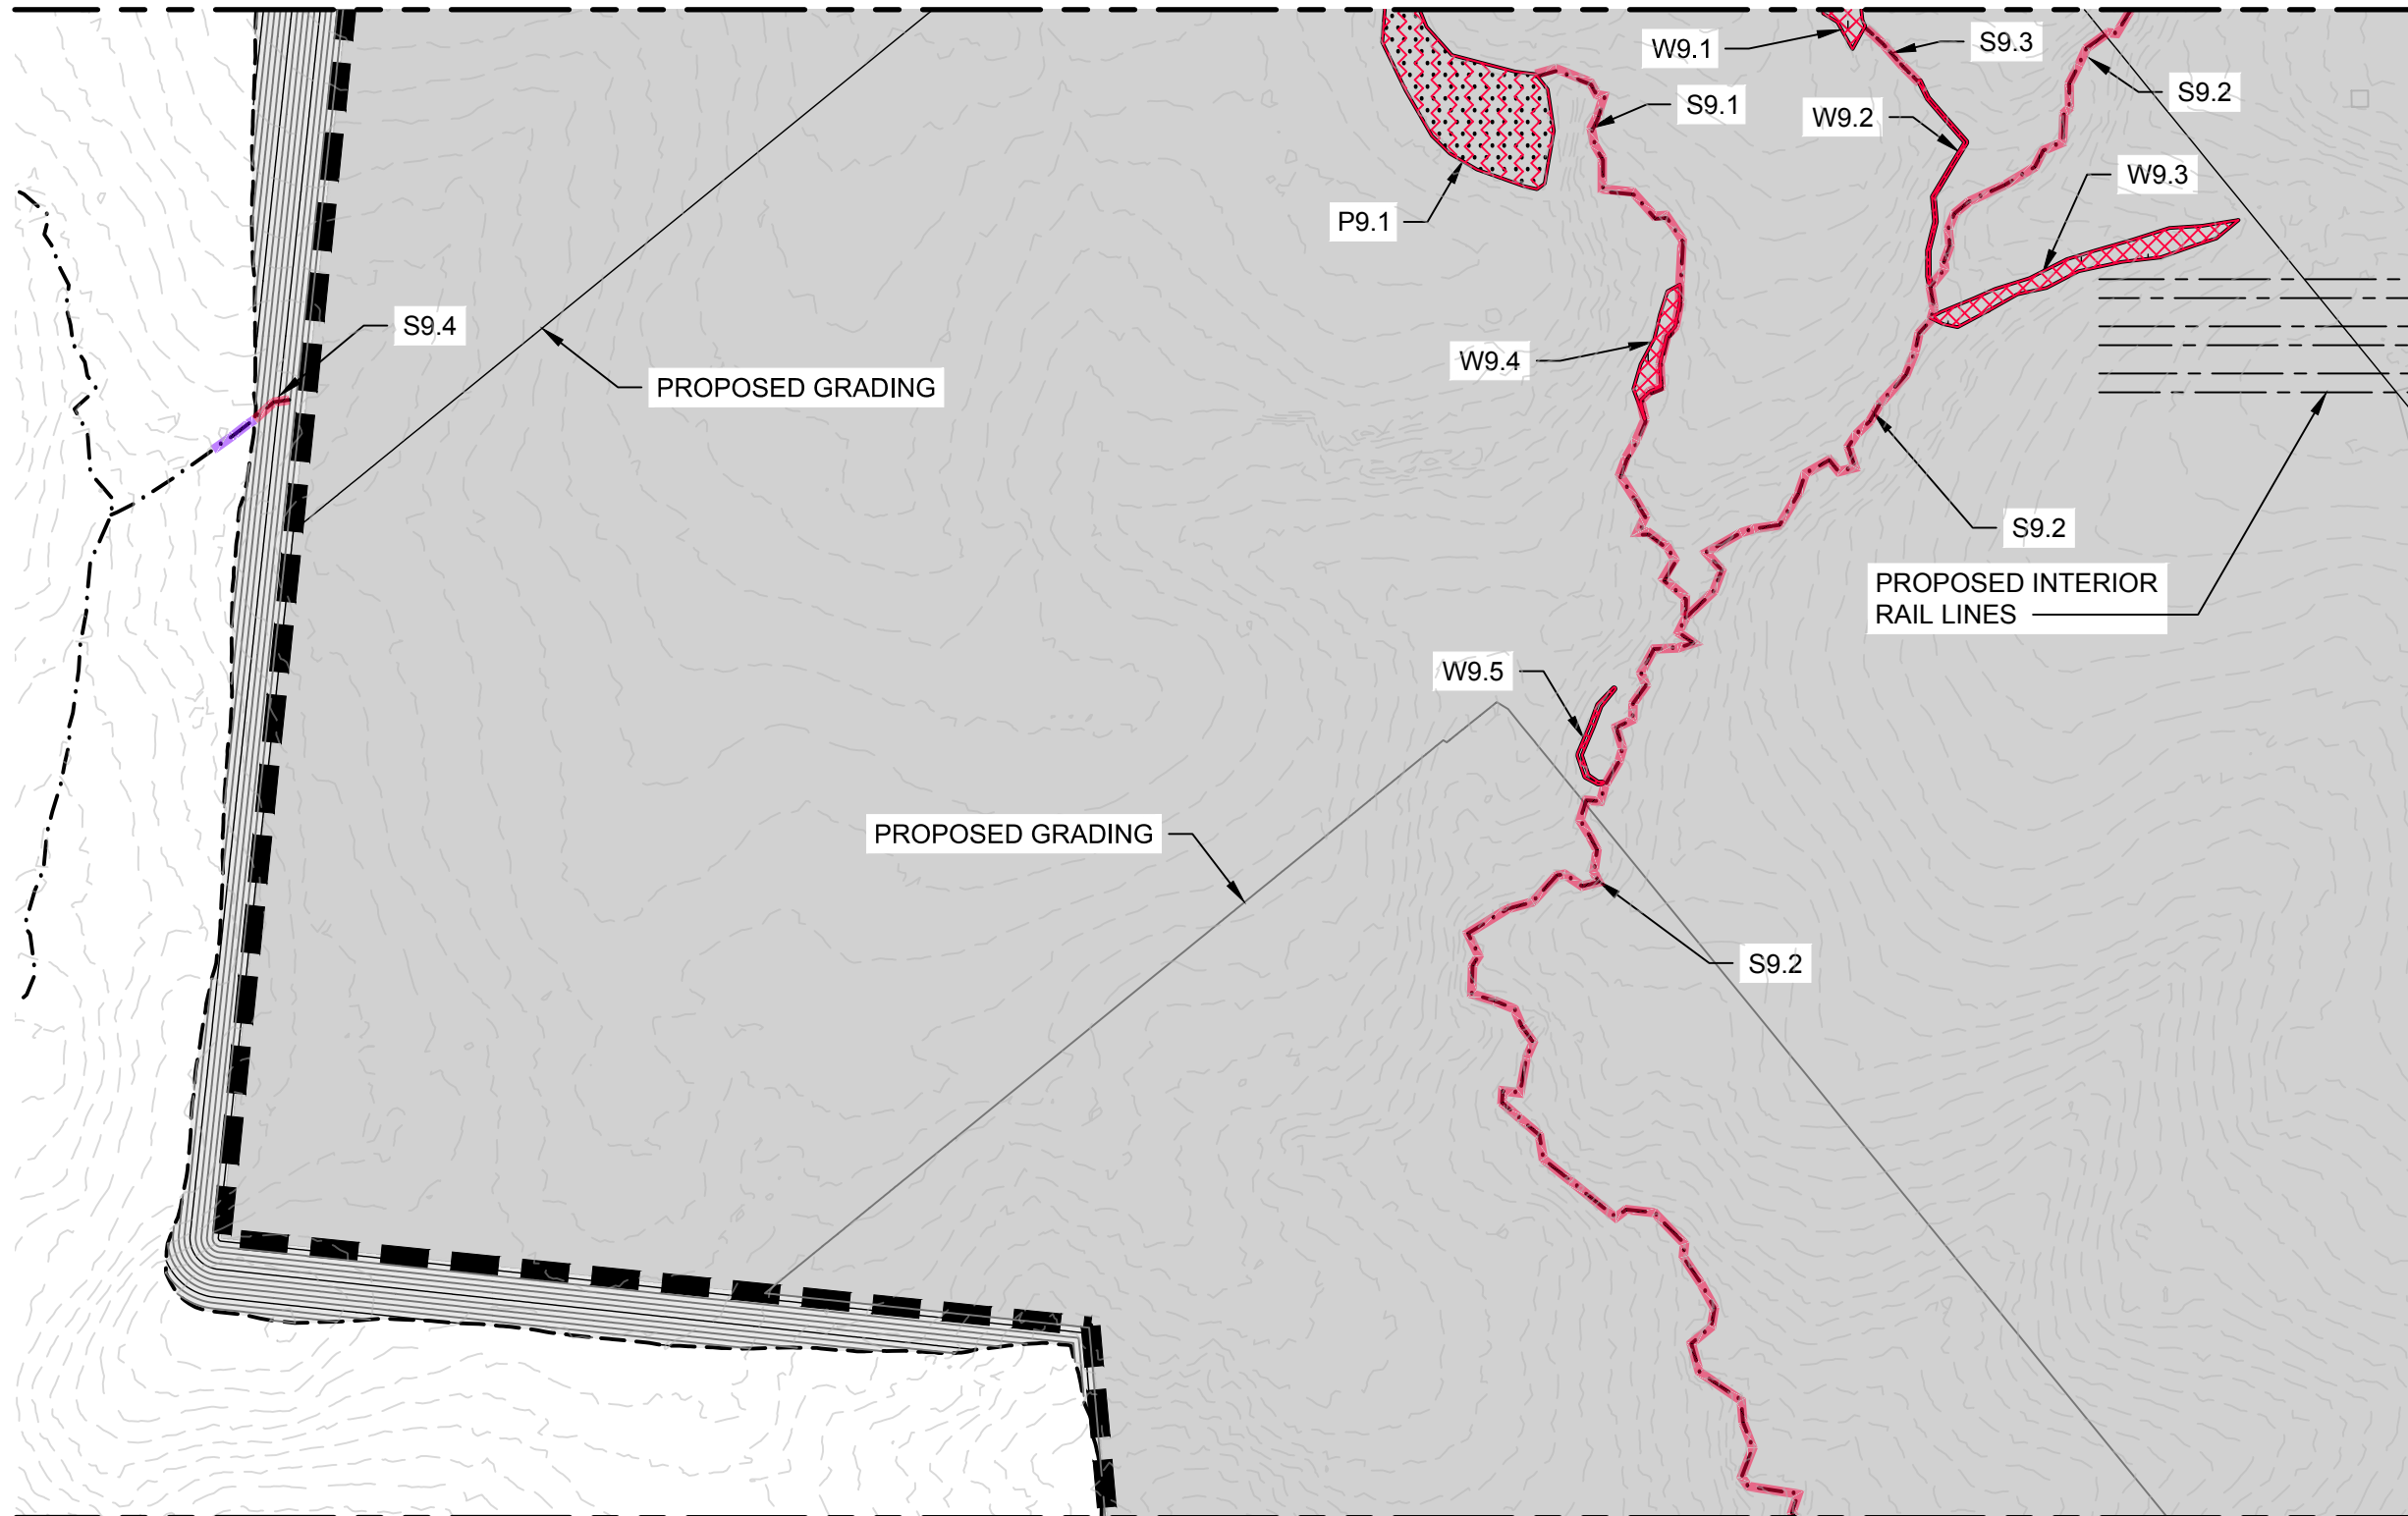 W9.1
S9.3
S9.2
S9.1
W9.2
W9.3
P9.1
S9.4
W9.4
PROPOSED GRADING
S9.2
PROPOSED INTERIOR
RAIL LINES
W9.5
PROPOSED GRADING
S9.2